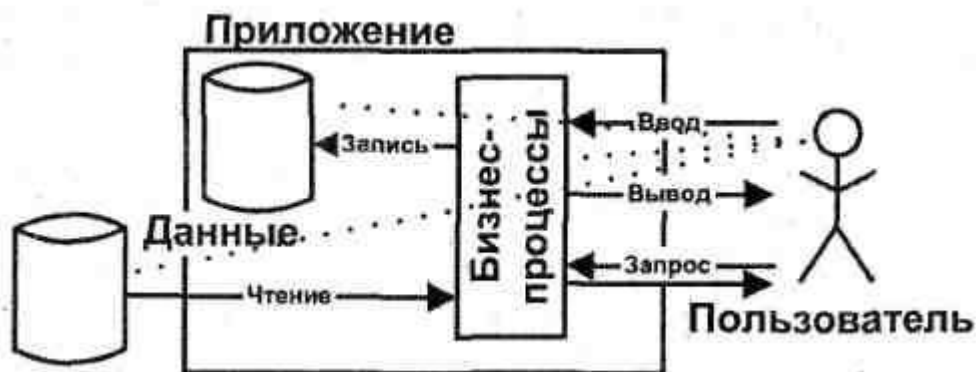 Приложение
Ввод
Запись
Бизнес-
процессы
Вывод
Данные
Запрос
Чтение
Пользователь